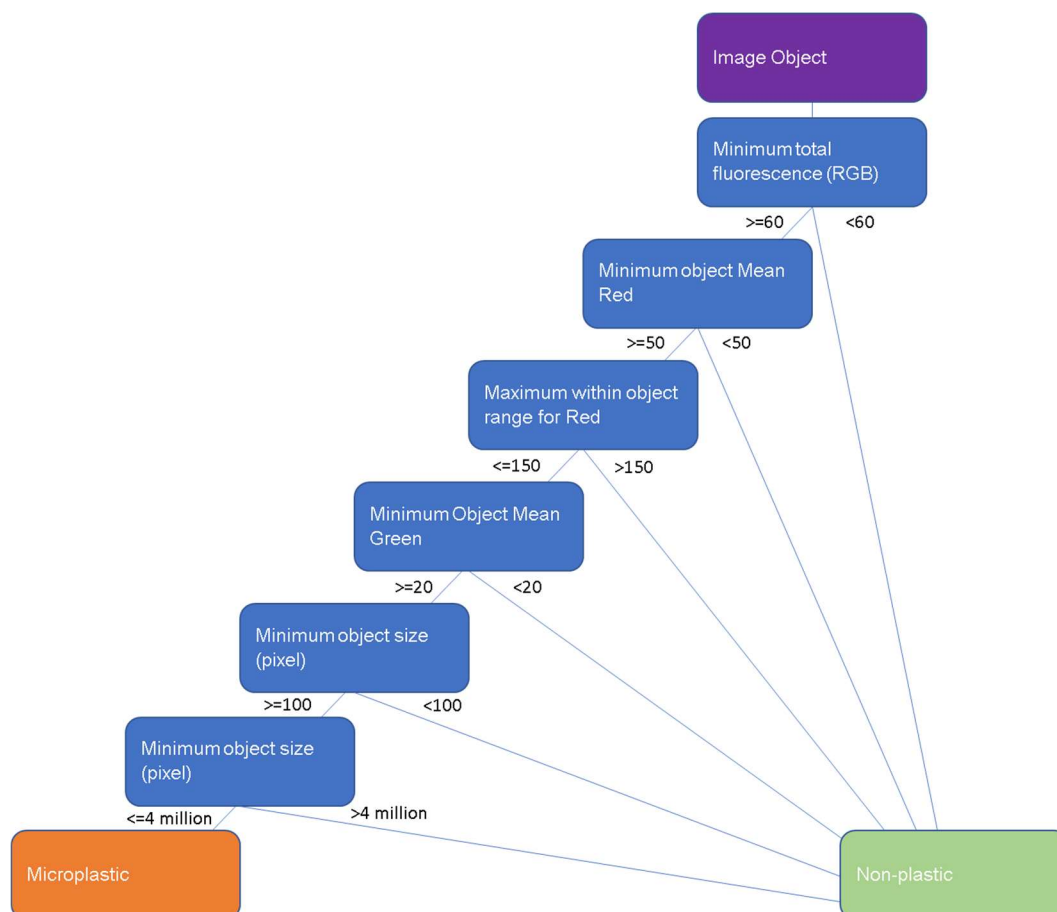 Image Object
Minimum total
fluorescence (RGB)
>=60
<60
Minimum object Mean
Red
>=50
<50
Maximum within object
range for Red
<=150
>150
Minimum Object Mean
Green
>=20
<20
Minimum object size
(pixel)
>=100
<100
Minimum object size
(pixel)
<=4 million
>4 million
Microplastic
Non-plastic